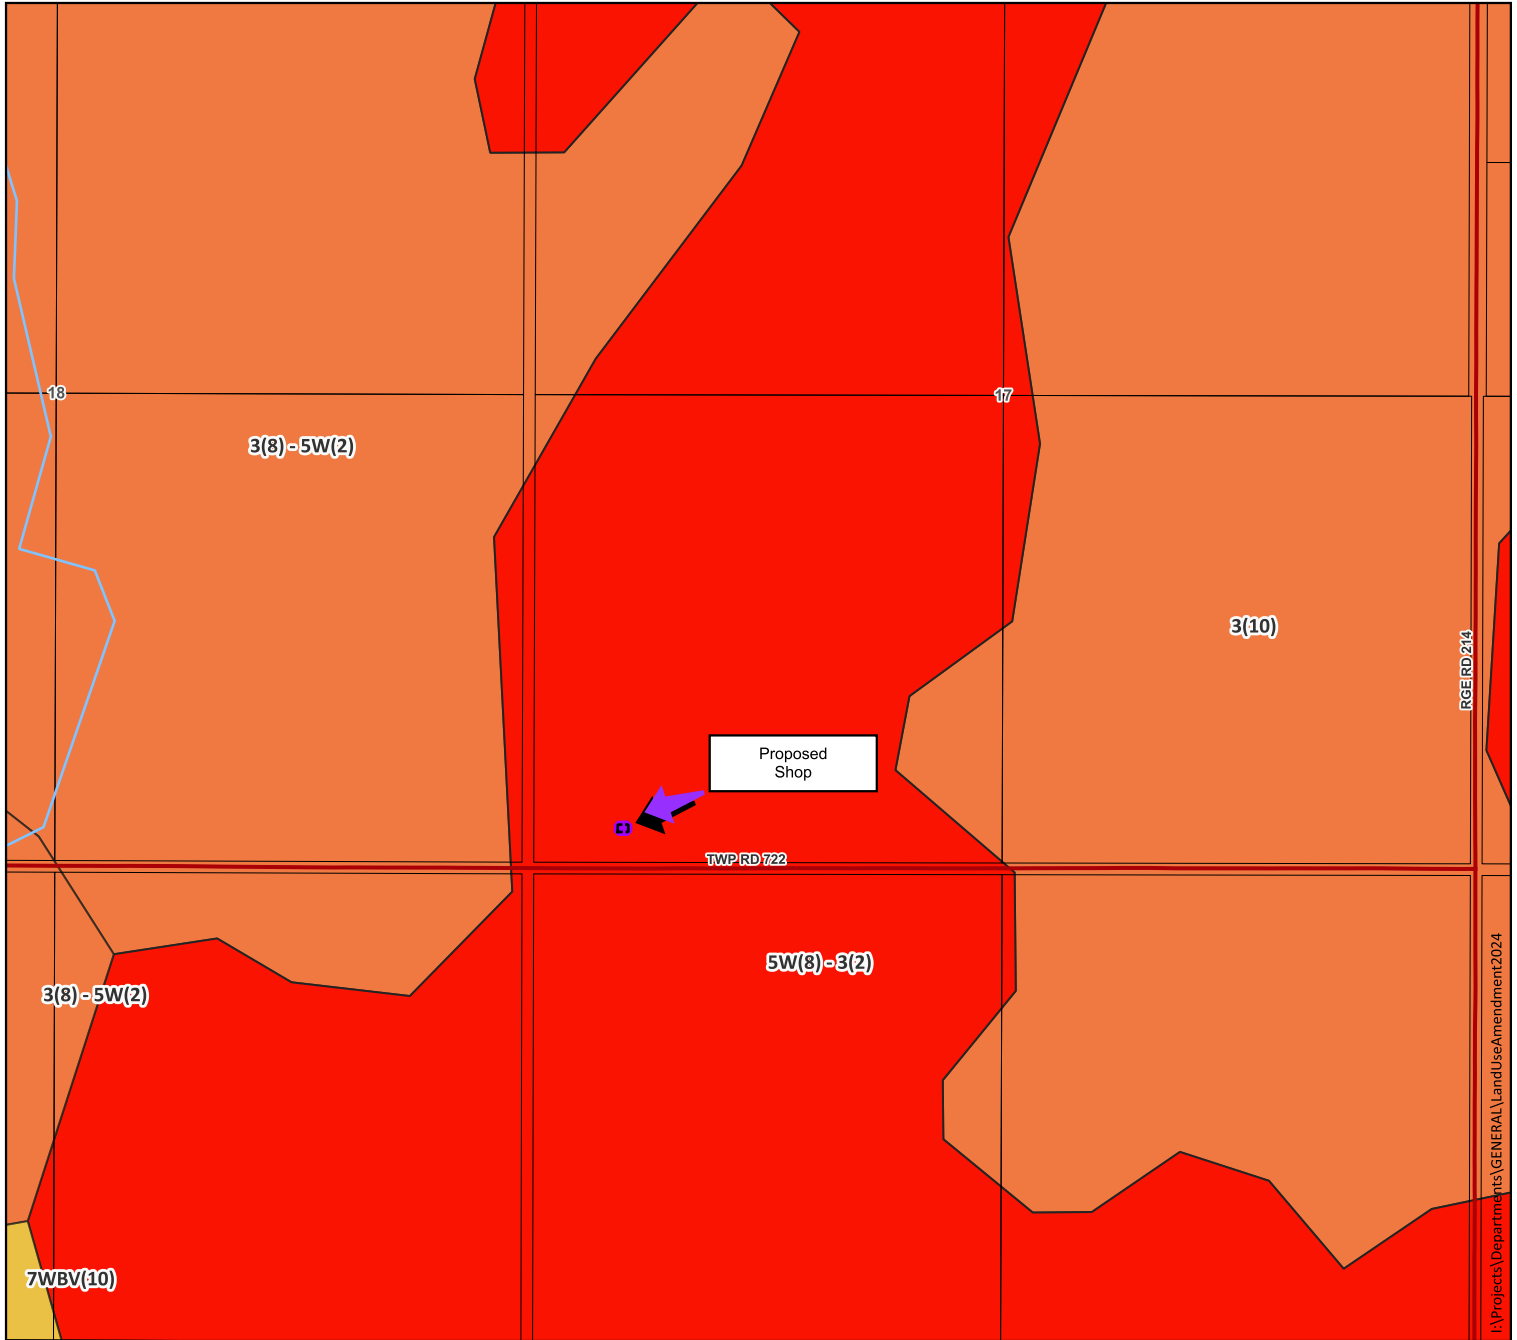 18
17
3(8) - 5W(2)
3(10)
RGE RD 214
Proposed
Shop
TWP RD 722
5W(8) - 3(2)
3(8) - 5W(2)
I:\Projects\Departments\GENERAL\LandUseAmendment2024
7WBV(10)